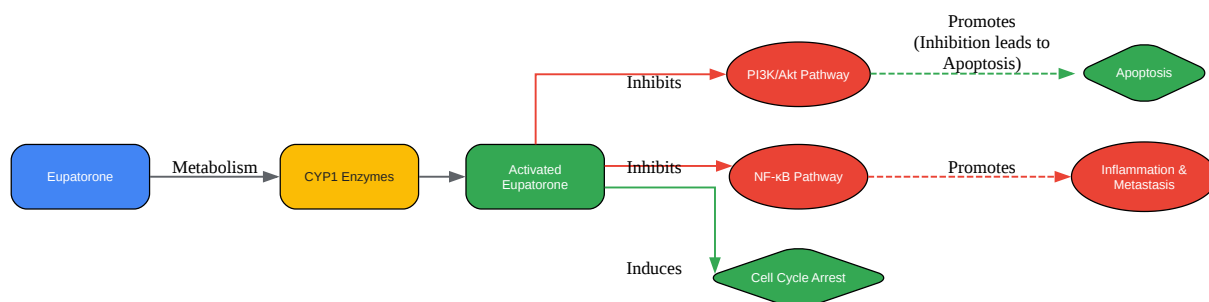 Promotes
(Inhibition leads to
Apoptosis)
PI3K/Akt Pathway
Apoptosis
Inhibits
Eupatorone
Metabolism
CYP1 Enzymes
Activated
Eupatorone
Inhibits
NF-κB Pathway
Promotes
Inflammation &
Metastasis
Induces
Cell Cycle Arrest